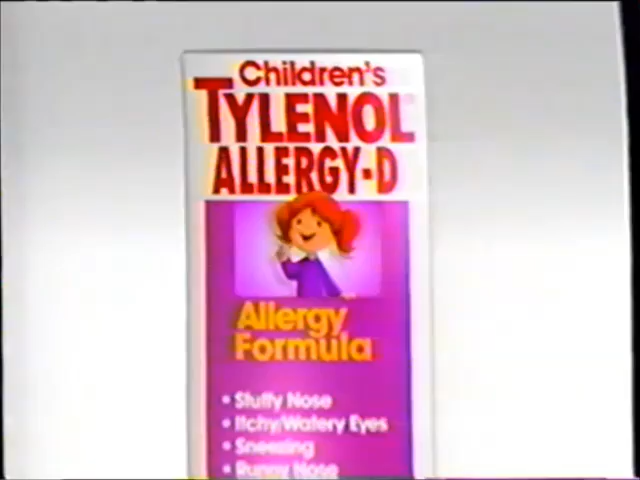 Children's
TYLENOL
ALLERGY-D
Allergy
Formula
• Stuffy Nose
• Itchy/Watery Eyes
• Sneezing
• Runny Nose